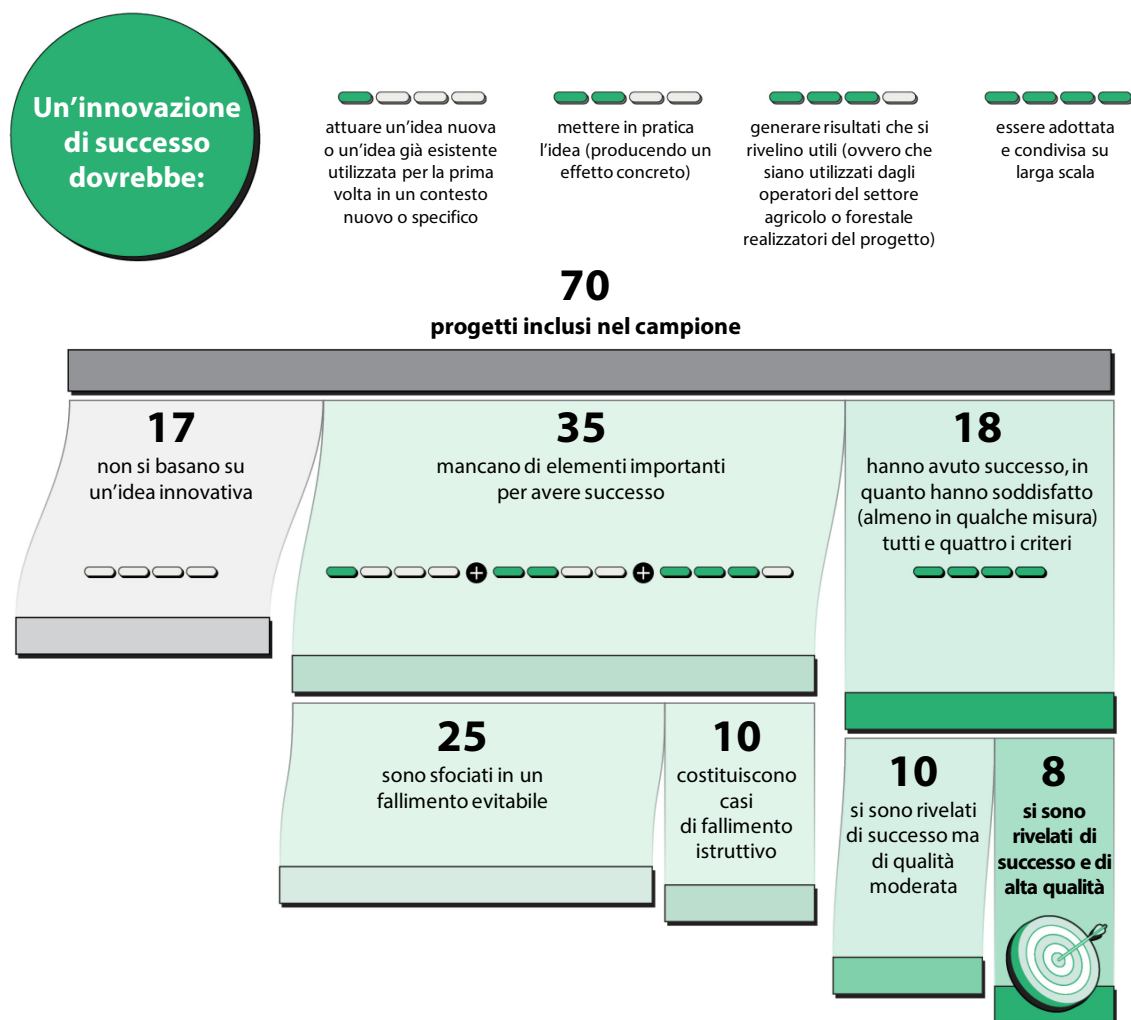 Un'innovazione
di successo
dovrebbe:
attuare un'idea nuova
o un'idea già esistente
utilizzata per la prima
volta in un contesto
nuovo o specifico
mettere in pratica
l'idea (producendo un
effetto concreto)
generare risultati che si
rivelino utili (ovvero che
siano utilizzati dagli
operatori del settore
agricolo o forestale
realizzatori del progetto)
essere adottata
e condivisa su
larga scala
70
progetti inclusi nel campione
17
non si basano su
un'idea innovativa
35
mancano di elementi importanti
per avere successo
18
hanno avuto successo, in
quanto hanno soddisfatto
(almeno in qualche misura)
tutti e quattro i criteri
25
sono sfociati in un
fallimento evitabile
10
costituiscono
casi
di fallimento
istruttivo
10
si sono rivelati
di successo ma
di qualità
moderata
8
si sono
rivelati di
successo e di
alta qualità